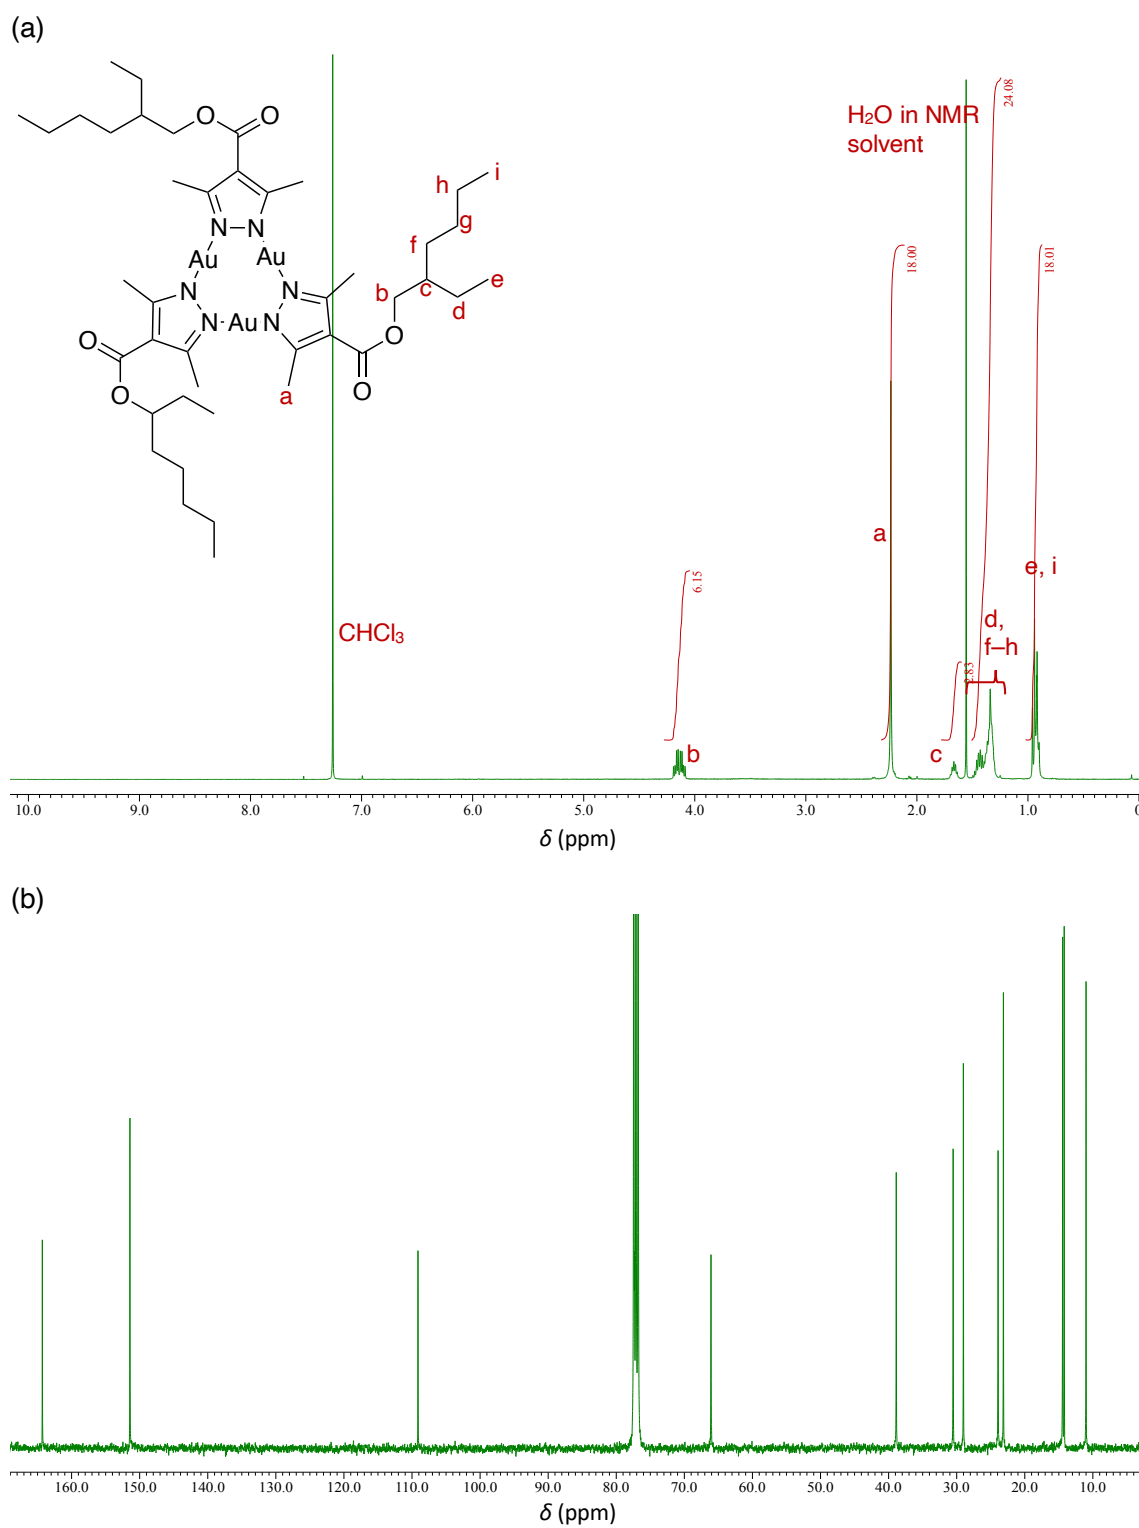 (a)
24.08
H₂O in NMR
solvent
O
O
i
h
g
f
N
N
18.00
18.01
Au
Au
e
N
N
b
c
d
N
Au
N
O
O
O
O
a
a
e, i
6.15
d,
f–h
CHCl₃
b
c
10.0 9.0 8.0 7.0 6.0 5.0 4.0 3.0 2.0 1.0 0
δ (ppm)
(b)
160.0 150.0 140.0 130.0 120.0 110.0 100.0 90.0 80.0 70.0 60.0 50.0 40.0 30.0 20.0 10.0
δ (ppm)